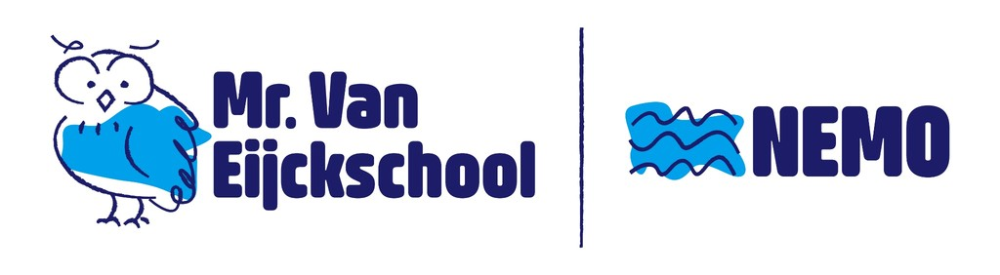 Mr. Van
Eijckschool
NEMO